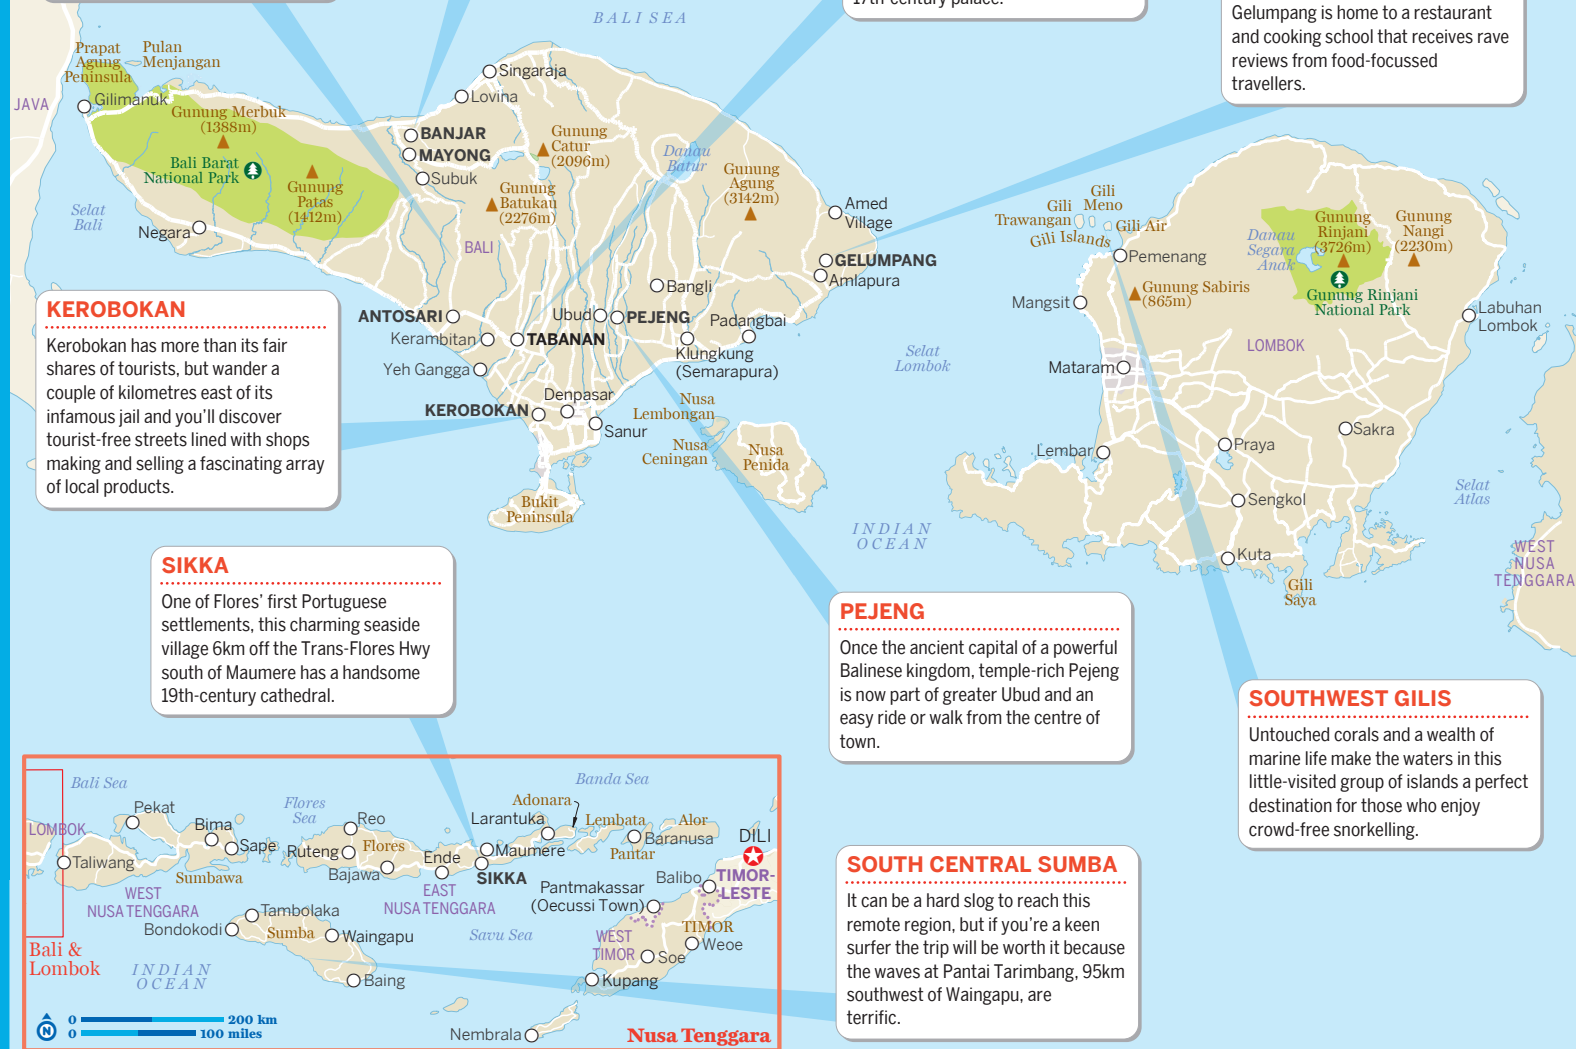 17th-century palace.
Gelumpang is home to a restaurant
and cooking school that receives rave
reviews from food-focussed
travellers.
BALI SEA
Prapat
Agung
Peninsula
Pulan
Menjangan
JAVA
Gilimanuk
Gunung Merbuk
(1388m)
Bali Barat
National Park
Gunung
Patas
(1412m)
Selat
Bali
Negara
Singaraja
Lovina
BANJAR
MAYONG
Subuk
Gunung
Catur
(2096m)
Gunung
Batukau
(2276m)
BALI
Danau
Batur
Gunung
Agung
(3142m)
Amed
Village
GELUMPANG
Amlapura
Bangli
ANTOSARI
Kerambitan
TABANAN
Ubud
PEJENG
Padangbai
Klungkung
(Semarapura)
Yeh Gangga
Denpasar
KEROBOKAN
Sanur
Nusa
Lembongan
Nusa
Ceningan
Nusa
Penida
Bukit
Peninsula
INDIAN
OCEAN
Selat
Lombok
Gili
Trawangan
Gili
Meno
Gili Air
Gili Islands
Pemenang
Mangsit
Gunung Sabiris
(865m)
Danau
Segara
Anak
Gunung
Rinjani
(3726m)
Gunung
Nangi
(2230m)
Gunung Rinjani
National Park
Labuhan
Lombok
LOMBOK
Mataram
Lembar
Praya
Sakra
Sengkol
Kuta
Gili
Saya
Selat
Atlas
WEST
NUSA
TENGGARA
KEROBOKAN
Kerobokan has more than its fair
shares of tourists, but wander a
couple of kilometres east of its
infamous jail and you'll discover
tourist-free streets lined with shops
making and selling a fascinating array
of local products.
SIKKA
One of Flores' first Portuguese
settlements, this charming seaside
village 6km off the Trans-Flores Hwy
south of Maumere has a handsome
19th-century cathedral.
PEJENG
Once the ancient capital of a powerful
Balinese kingdom, temple-rich Pejeng
is now part of greater Ubud and an
easy ride or walk from the centre of
town.
SOUTHWEST GILIS
Untouched corals and a wealth of
marine life make the waters in this
little-visited group of islands a perfect
destination for those who enjoy
crowd-free snorkelling.
SOUTH CENTRAL SUMBA
It can be a hard slog to reach this
remote region, but if you're a keen
surfer the trip will be worth it because
the waves at Pantai Tarimbang, 95km
southwest of Waingapu, are
terrific.
Bali Sea
Pekat
LOMBOK
Taliwang
Bima
Sape
Sumbawa
WEST
NUSA TENGGARA
Flores
Sea
Reo
Ruteng
Flores
Bajawa
Ende
EAST
NUSA TENGGARA
Larantuka
Adonara
Maumere
SIKKA
Banda Sea
Lembata
Alor
Baranusa
Pantar
DILI
TIMOR-
LESTE
Balibo
Pantmakassar
(Oecussi Town)
TIMOR
WEST
TIMOR
Weoe
Soe
Kupang
Tambolaka
Bondokodi
Sumba
Waingapu
Baing
Savu Sea
INDIAN
OCEAN
Bali &
Lombok
Nembrala
N
0 200 km
0 100 miles
Nusa Tenggara